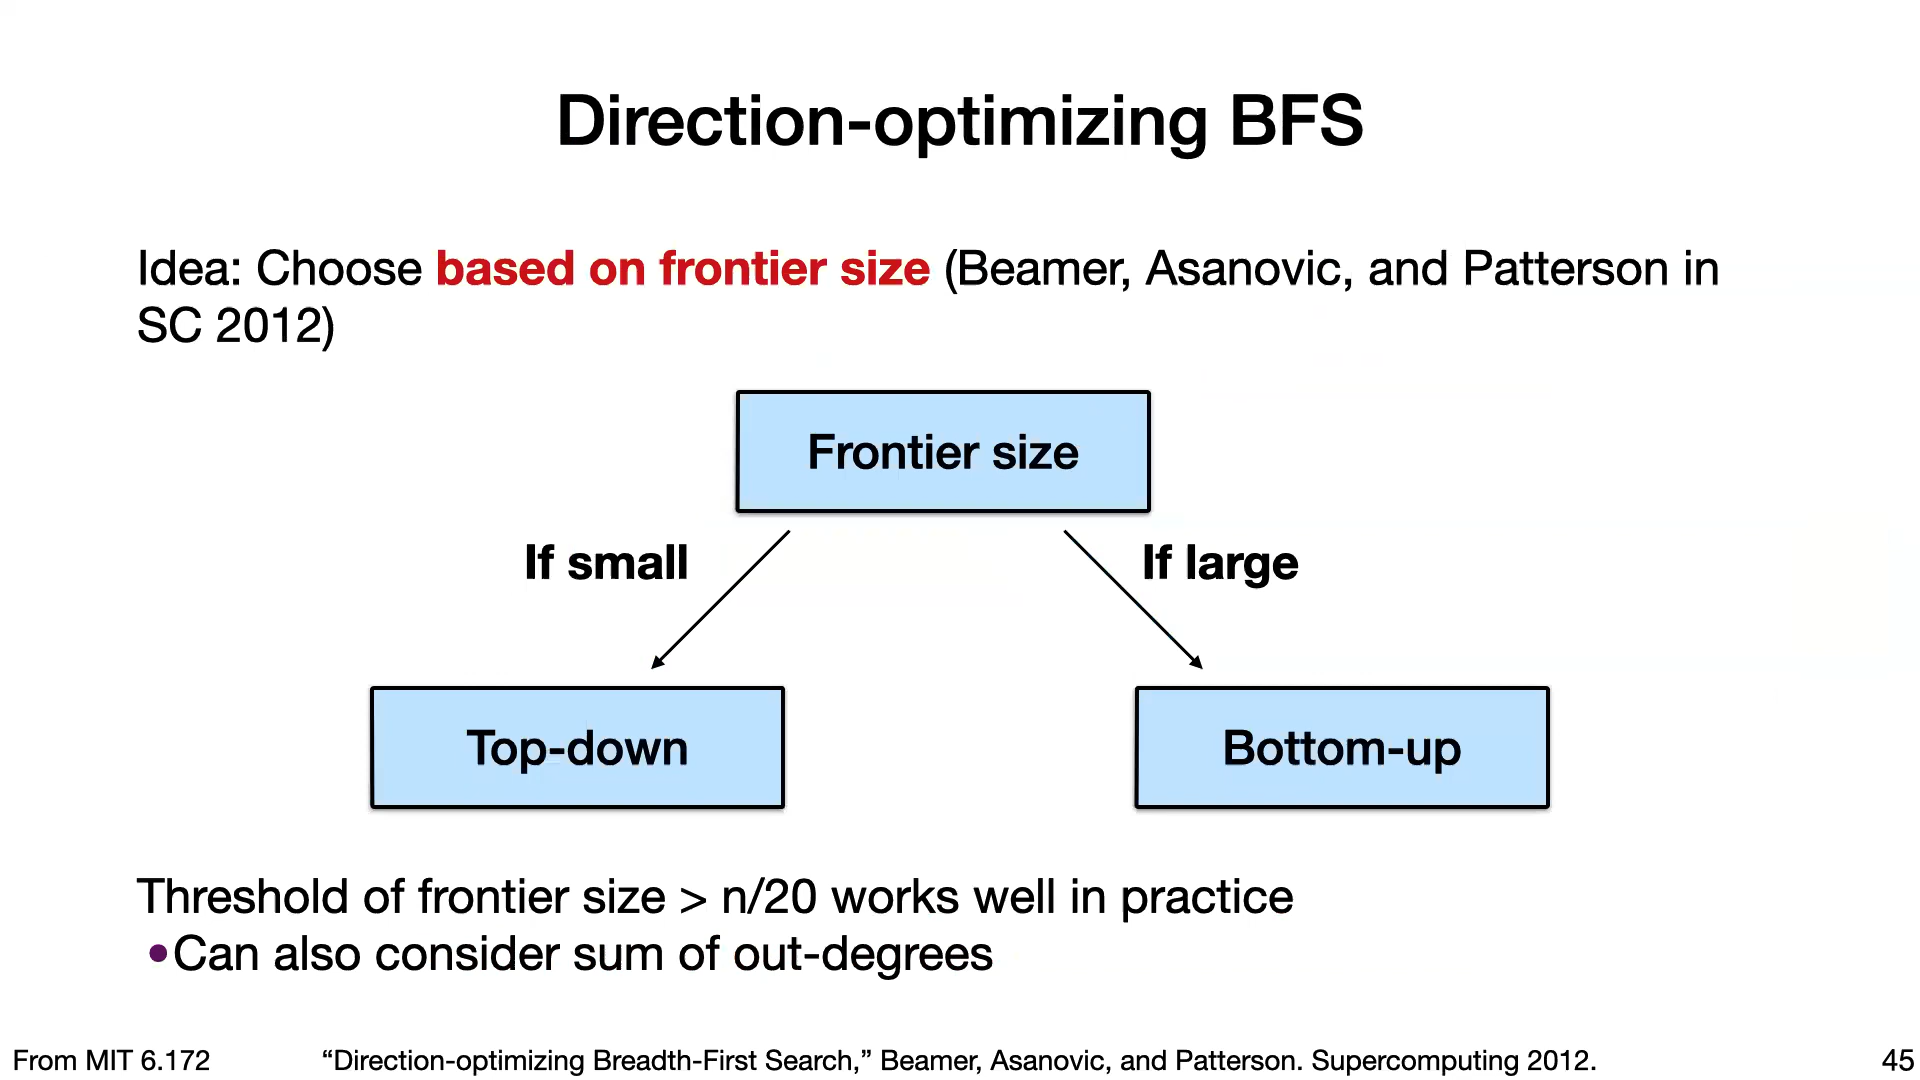 Direction-optimizing BFS
Idea: Choose based on frontier size (Beamer, Asanovic, and Patterson in
SC 2012)
Frontier size
If small
If large
Top-down
Bottom-up
Threshold of frontier size > n/20 works well in practice
•Can also consider sum of out-degrees
From MIT 6.172
“Direction-optimizing Breadth-First Search,” Beamer, Asanovic, and Patterson. Supercomputing 2012.
45